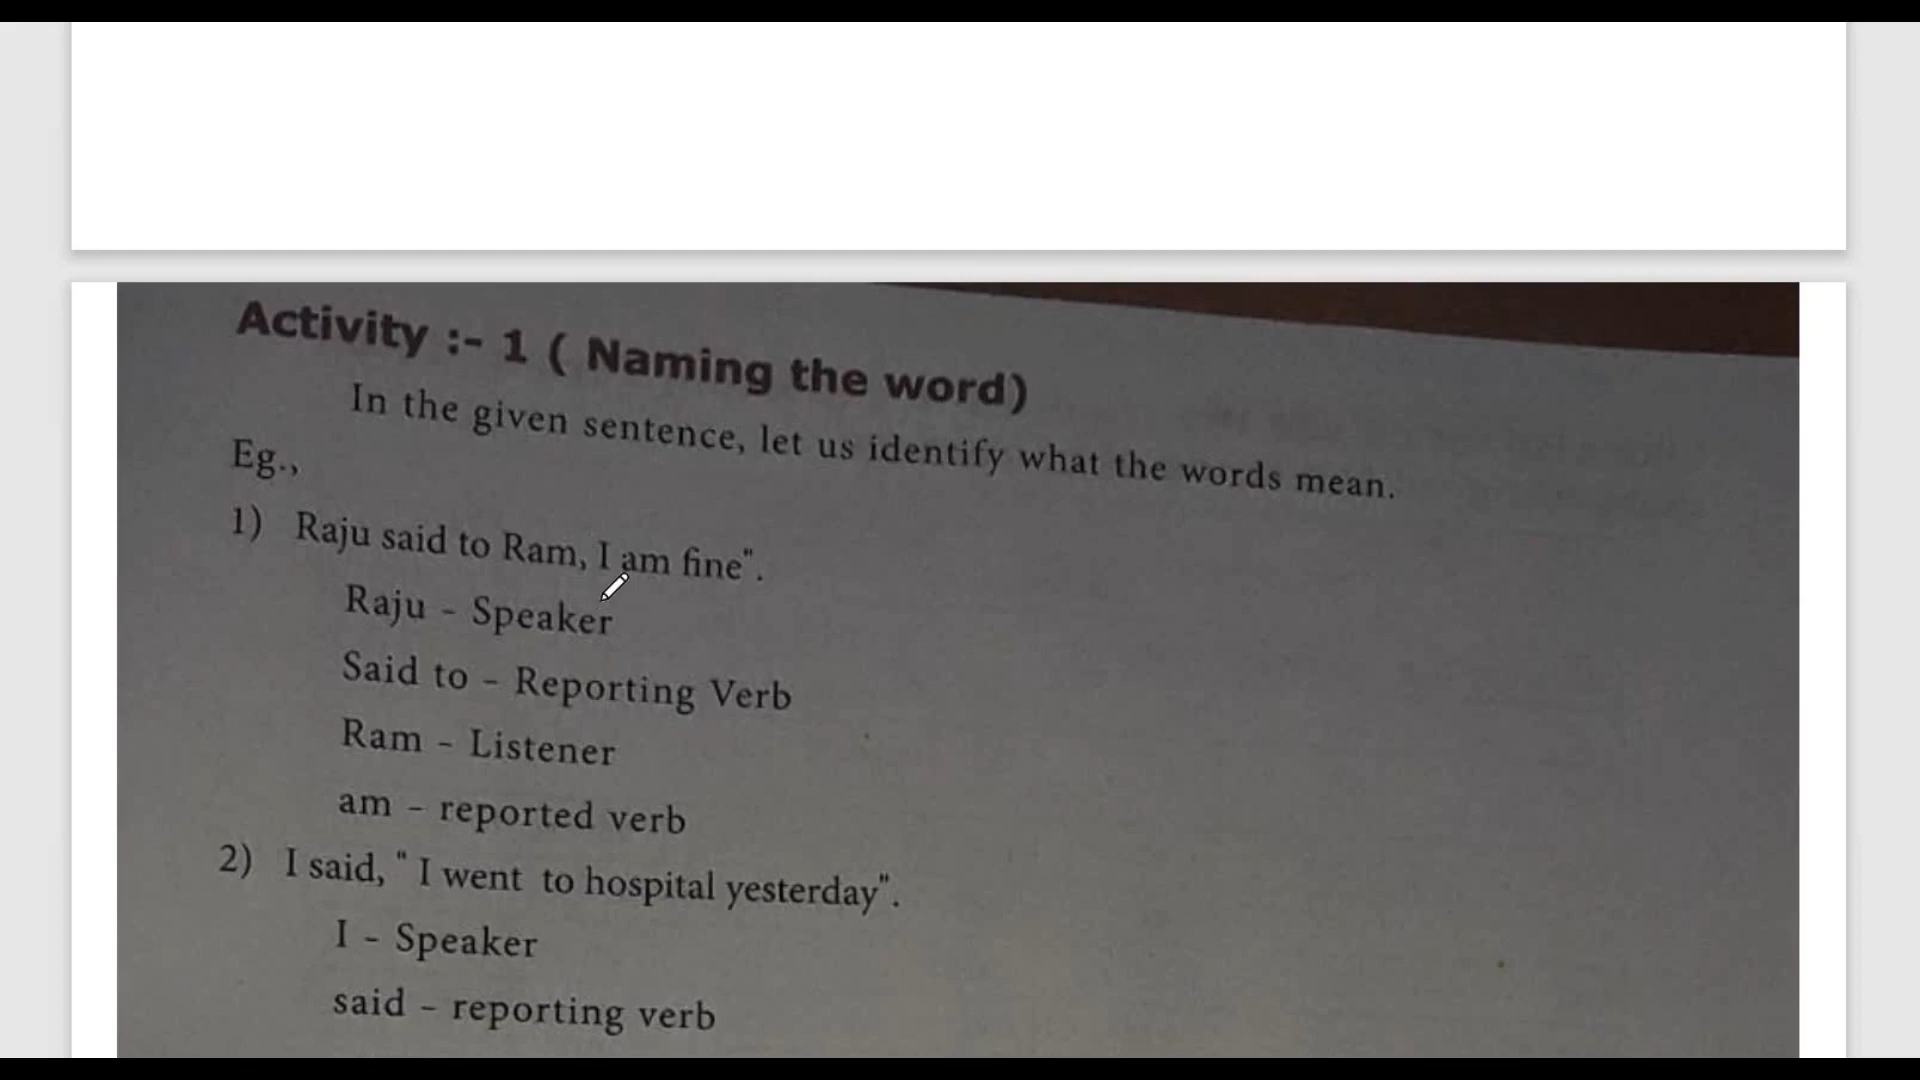 Activity :- 1 ( Naming the word)
In the given sentence, let us identify what the words mean.
Eg.,
1) Raju said to Ram, I am fine".
Raju - Speaker
Said to - Reporting Verb
Ram - Listener
am - reported verb
2) I said, " I went to hospital yesterday".
I - Speaker
said - reporting verb